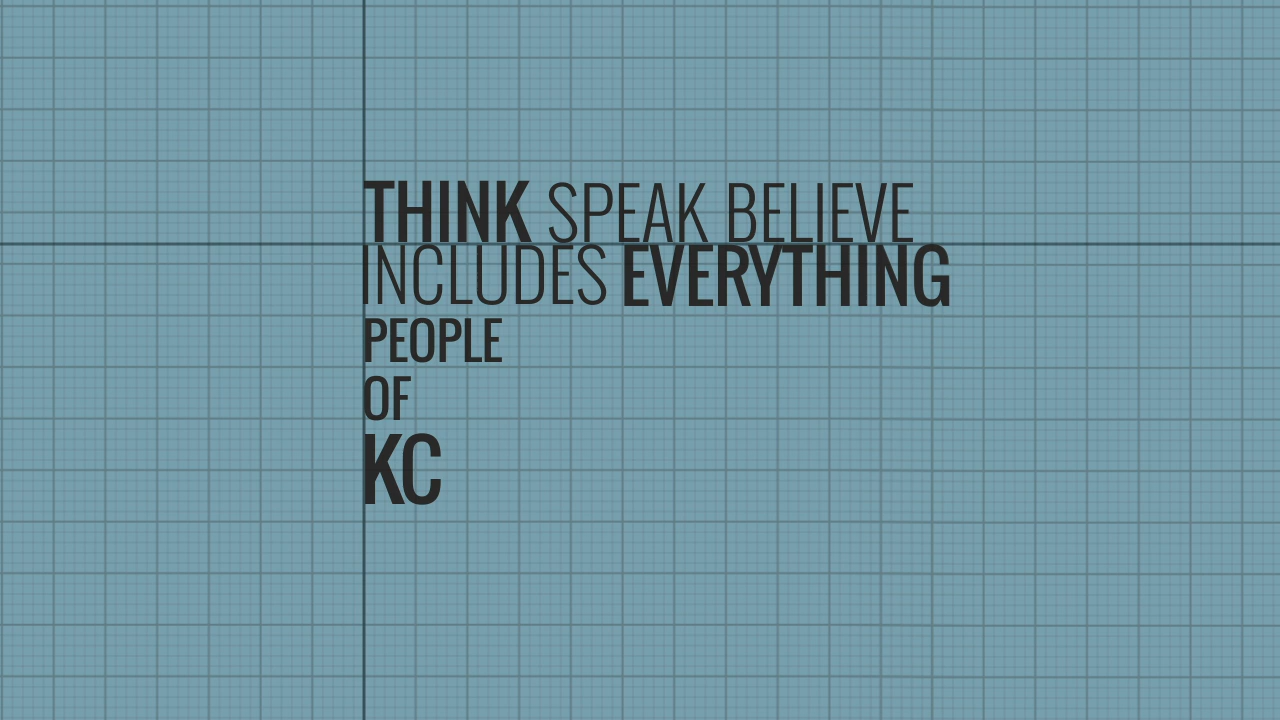 THINK SPEAK BELIEVE
INCLUDES EVERYTHING
PEOPLE
OF
KC